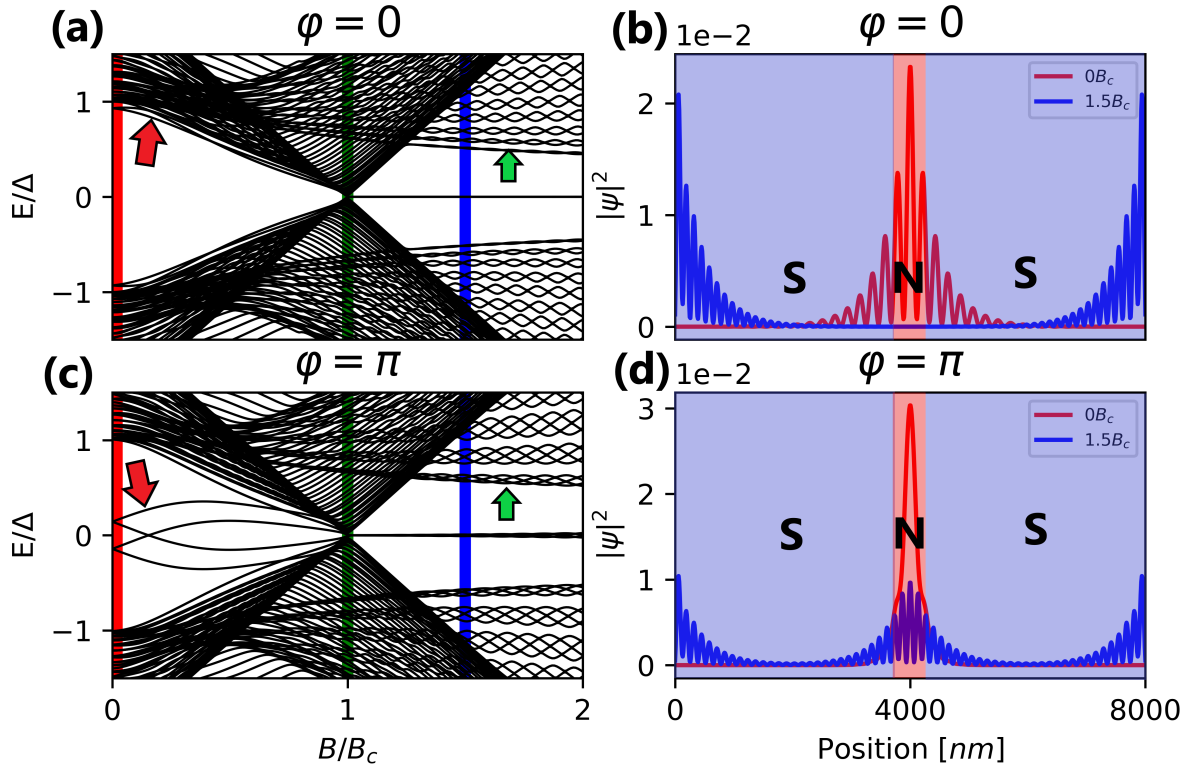 (a) φ = 0
E/Δ
1
0
−1
(b) 1e−2 φ = 0
|ψ|²
2
1
0
0B_c
1.5B_c
S N S
(c) φ = π
E/Δ
1
0
−1
0 1 2
B/B_c
(d) 1e−2 φ = π
|ψ|²
3
2
1
0
0B_c
1.5B_c
S N S
0 4000 8000
Position [nm]